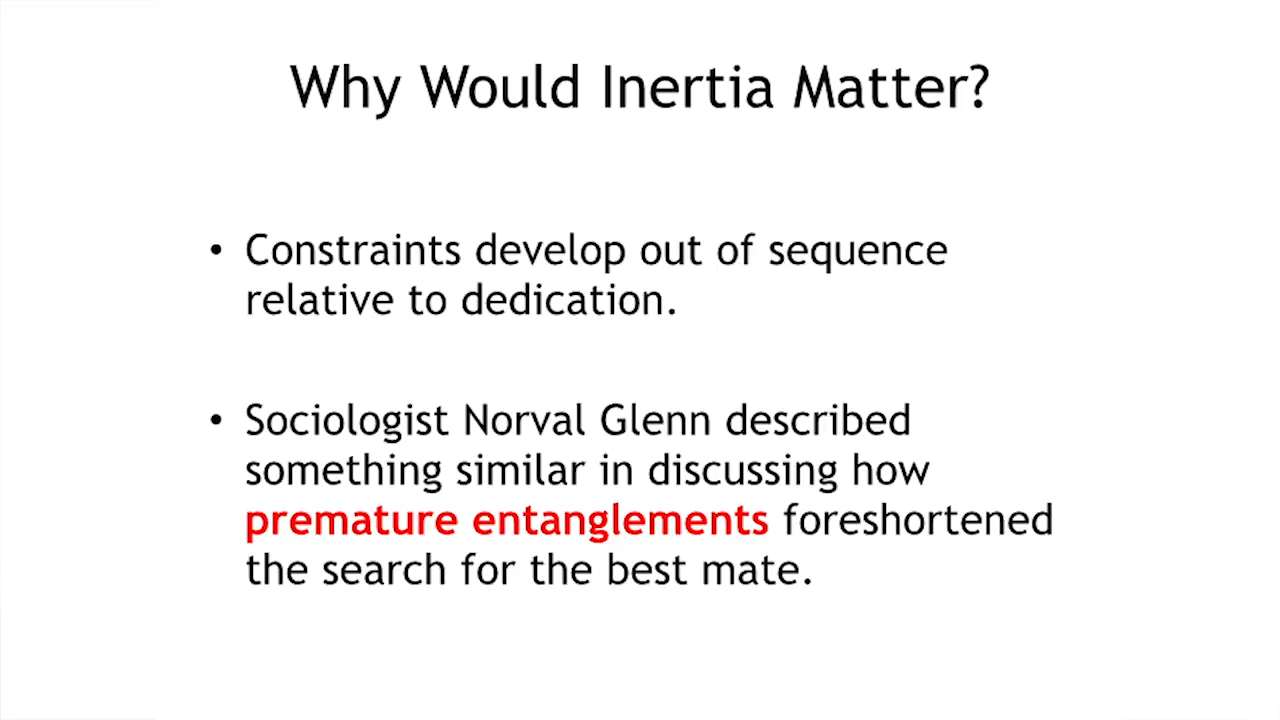 Why Would Inertia Matter?
• Constraints develop out of sequence
relative to dedication.
• Sociologist Norval Glenn described
something similar in discussing how
premature entanglements foreshortened
the search for the best mate.